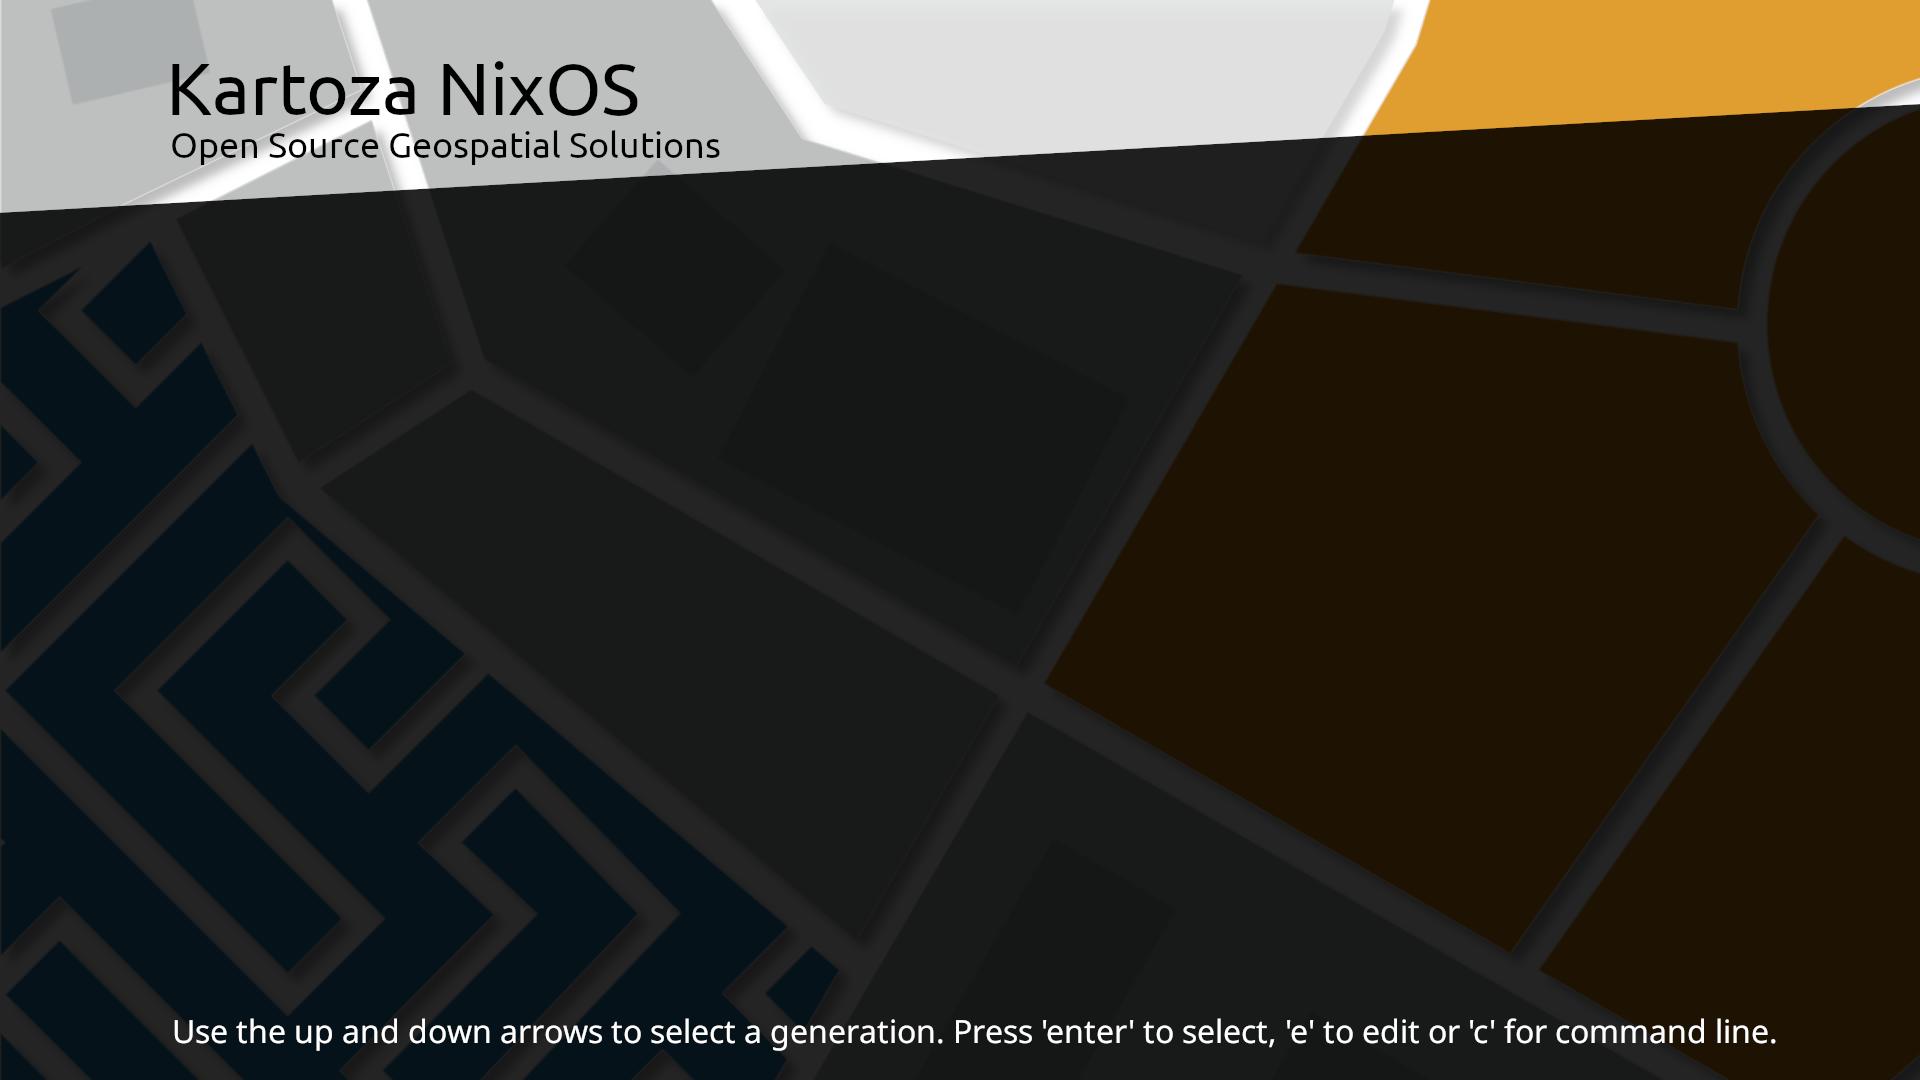 Kartoza NixOS
Open Source Geospatial Solutions
Use the up and down arrows to select a generation. Press 'enter' to select, 'e' to edit or 'c' for command line.